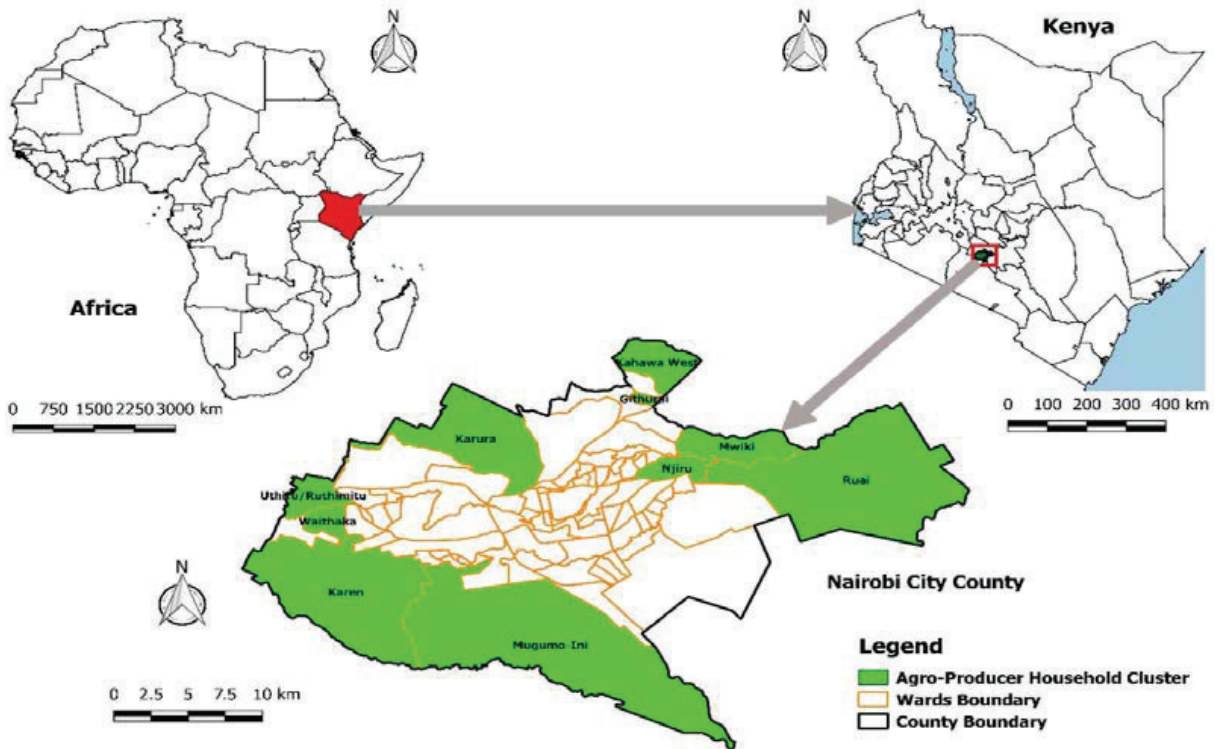 N
N
Kenya
Africa
0 750 1500 2250 3000 km
0 100 200 300 400 km
Kahawa West
Githurai
Karura
Mwiki
Njiru
Ruai
Uthiru/Ruthimitu
Waithaka
N
Nairobi City County
Karen
Mugumo-Ini
Legend
Agro-Producer Household Cluster
Wards Boundary
County Boundary
0 2.5 5 7.5 10 km